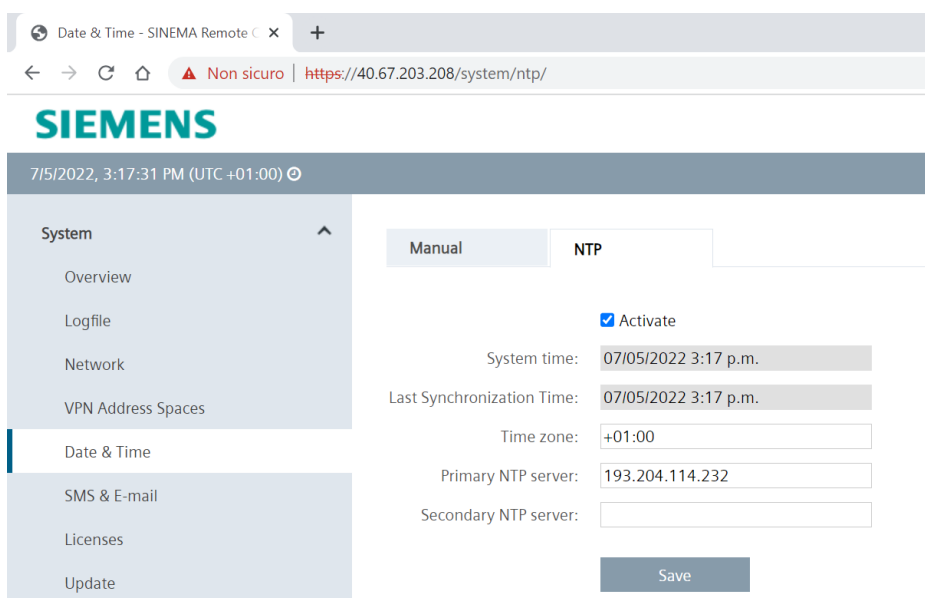 Date & Time - SINEMA Remote C
Non sicuro https://40.67.203.208/system/ntp/
SIEMENS
7/5/2022, 3:17:31 PM (UTC +01:00)
System
Overview
Logfile
Network
VPN Address Spaces
Date & Time
SMS & E-mail
Licenses
Update
Manual NTP
Activate
System time: 07/05/2022 3:17 p.m.
Last Synchronization Time: 07/05/2022 3:17 p.m.
Time zone: +01:00
Primary NTP server: 193.204.114.232
Secondary NTP server:
Save